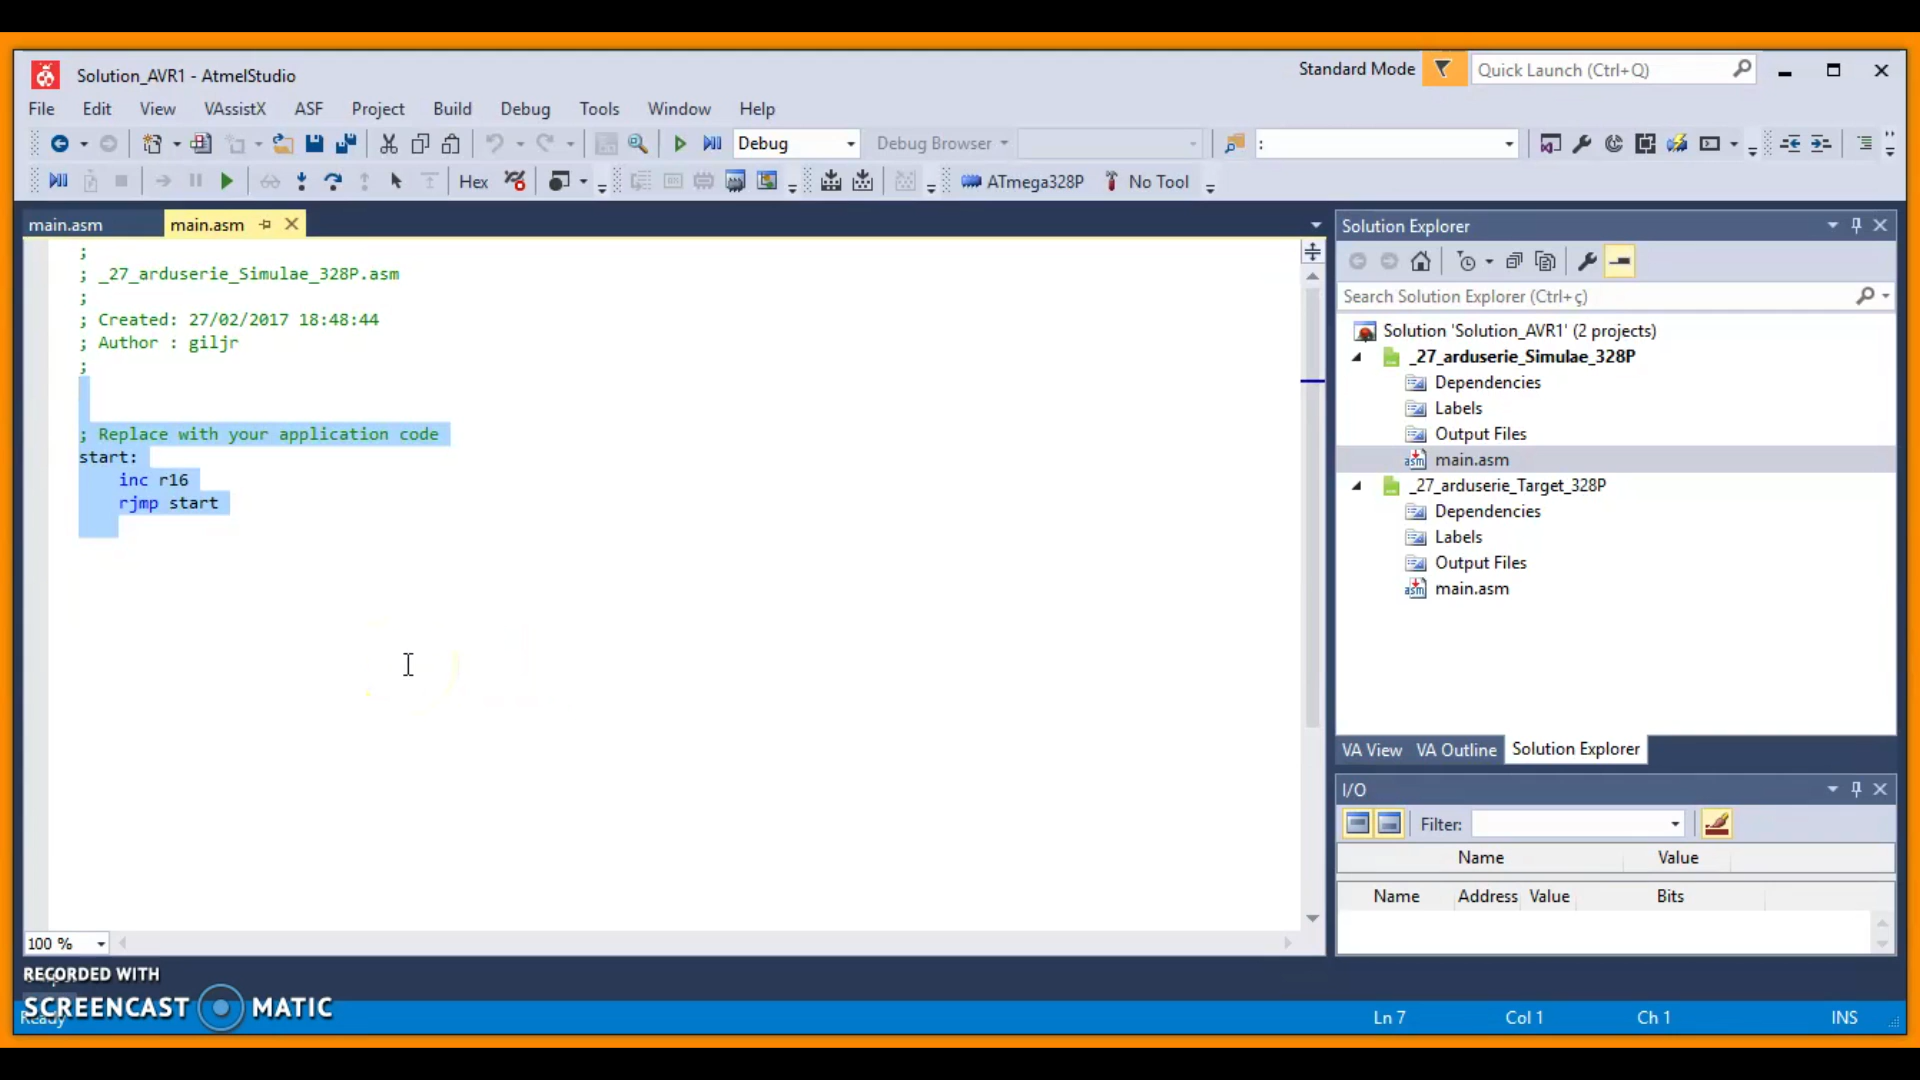 Solution_AVR1 - AtmelStudio
Standard Mode
Quick Launch (Ctrl+Q)
File Edit View VAssistX ASF Project Build Debug Tools Window Help
Debug
Debug Browser
:
Hex
ATmega328P
No Tool
main.asm
main.asm
;
; _27_arduserie_Simulae_328P.asm
;
; Created: 27/02/2017 18:48:44
; Author : giljr
;
; Replace with your application code
start:
inc r16
rjmp start
100 %
Solution Explorer
Search Solution Explorer (Ctrl+ç)
Solution 'Solution_AVR1' (2 projects)
_27_arduserie_Simulae_328P
Dependencies
Labels
Output Files
asm main.asm
_27_arduserie_Target_328P
Dependencies
Labels
Output Files
asm main.asm
VA View VA Outline Solution Explorer
I/O
Filter:
Name Value
Name Address Value Bits
RECORDED WITH
SCREENCAST MATIC
Ready
Ln 7 Col 1 Ch 1 INS